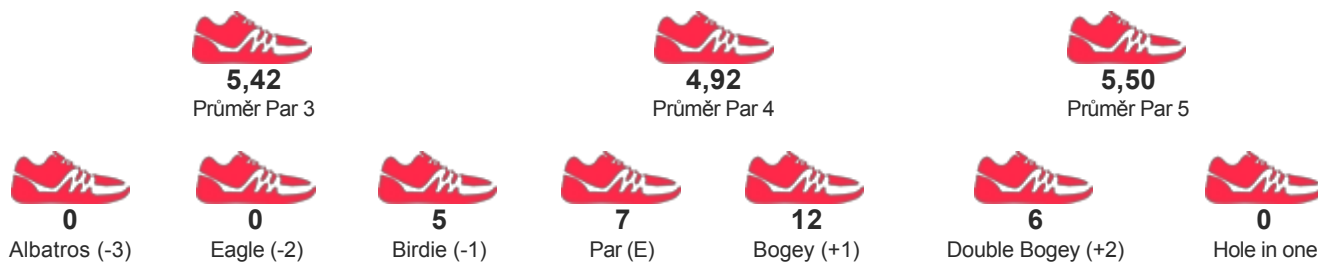 5,42 4,92 5,50
Průměr Par 3 Průměr Par 4 Průměr Par 5
0 0 5 7 12 6 0
Albatros (-3) Eagle (-2) Birdie (-1) Par (E) Bogey (+1) Double Bogey (+2) Hole in one